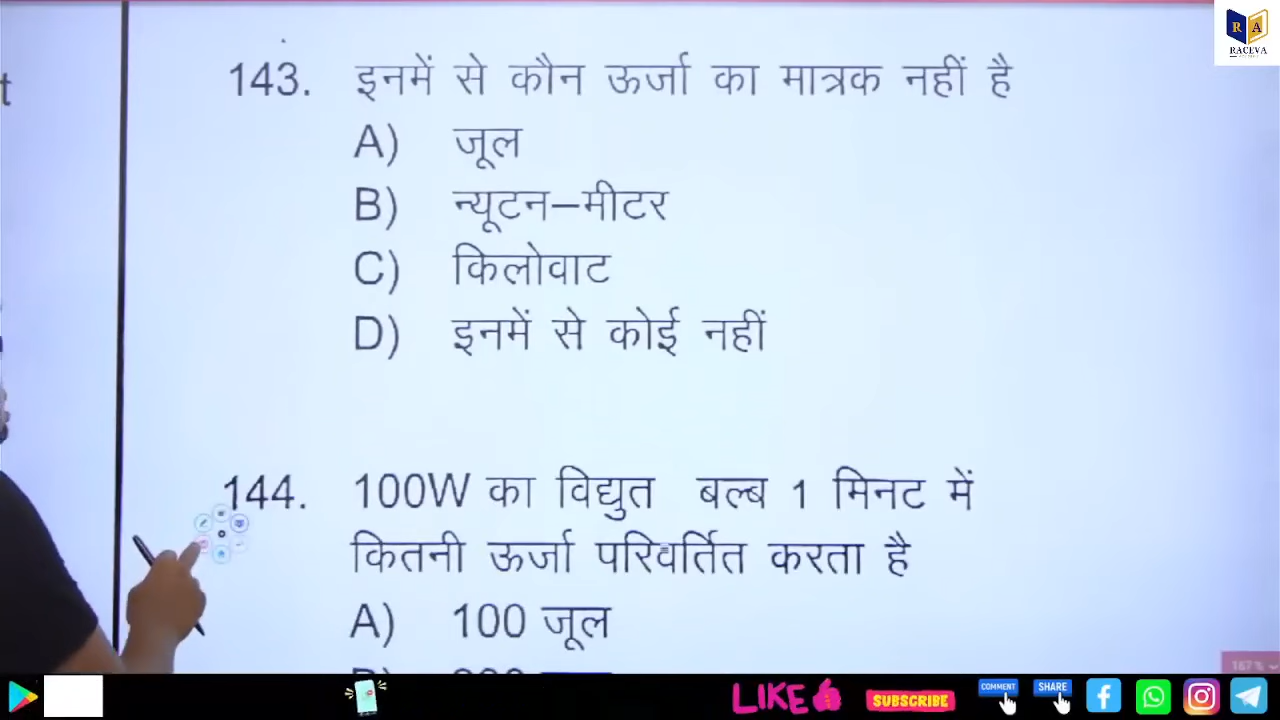 R A
RACEVA
t
143. इनमें से कौन ऊर्जा का मात्रक नहीं है
A) जूल
B) न्यूटन–मीटर
C) किलोवाट
D) इनमें से कोई नहीं
144. 100W का विद्युत बल्ब 1 मिनट में
कितनी ऊर्जा परिवर्तित करता है
A) 100 जूल
167%
LIKE
SUBSCRIBE
COMMENT
SHARE